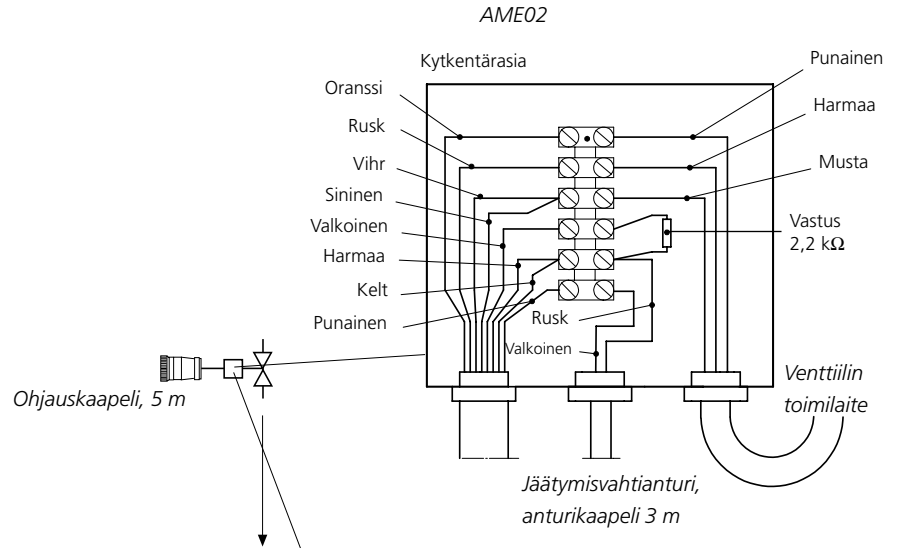 AME02
Kytkentärasia
Oranssi
Rusk
Vihr
Sininen
Valkoinen
Harmaa
Kelt
Punainen
Punainen
Harmaa
Musta
Vastus
2,2 kΩ
Rusk
Valkoinen
Ohjauskaapeli, 5 m
Venttiilin
toimilaite
Jäätymisvahtianturi,
anturikaapeli 3 m